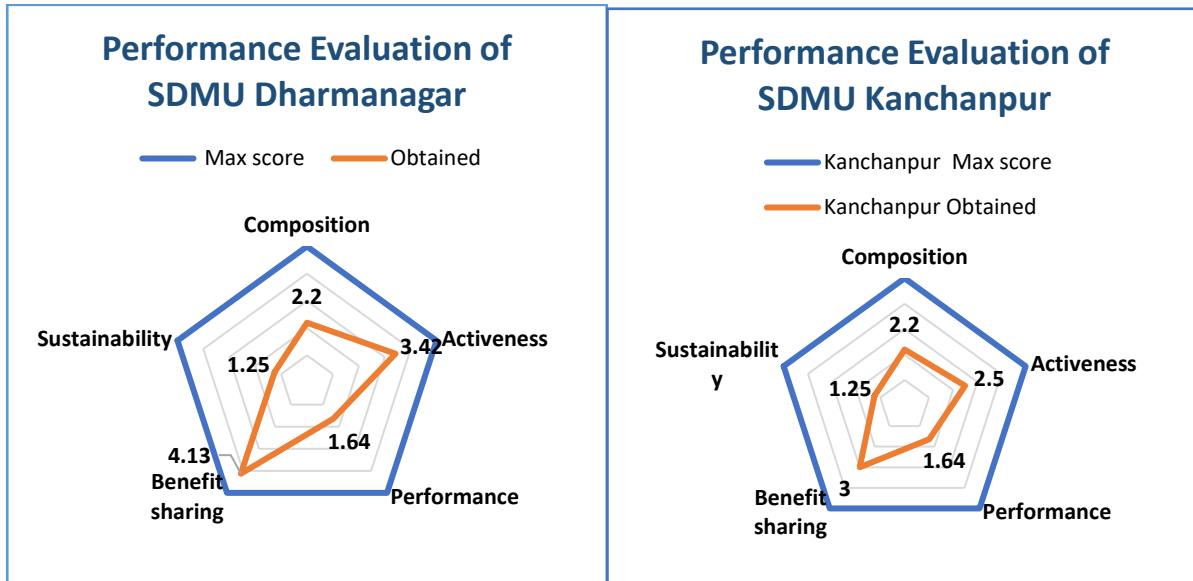 Performance Evaluation of
SDMU Dharmanagar
Max score
Obtained
Composition
2.2
Sustainability
Activeness
3.42
1.25
1.64
4.13
Benefit
sharing
Performance
Performance Evaluation of
SDMU Kanchanpur
Kanchanpur Max score
Kanchanpur Obtained
Composition
2.2
Sustainabilit
y
Activeness
2.5
1.25
1.64
3
Benefit
sharing
Performance